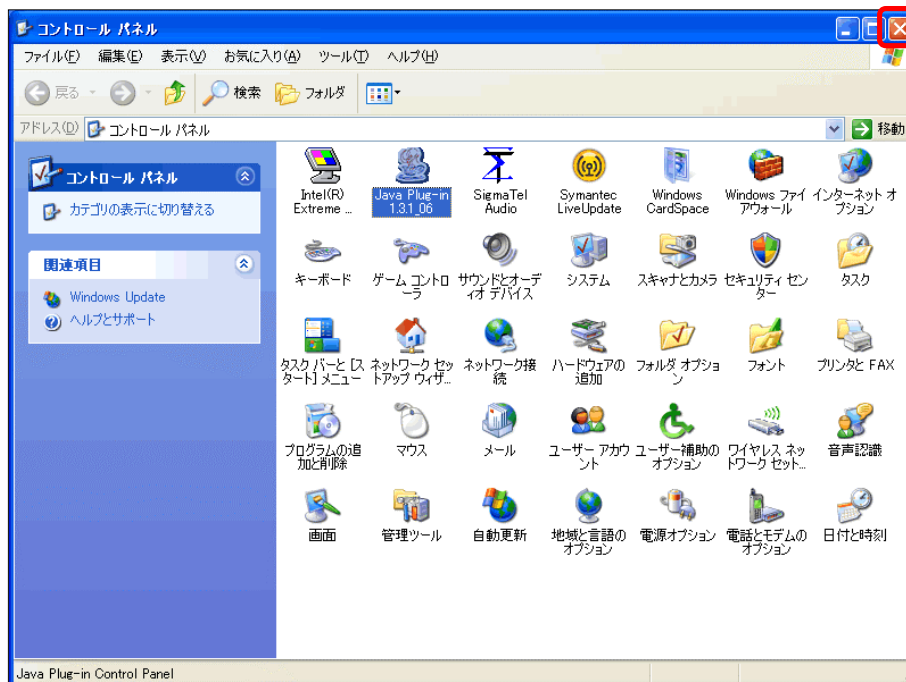 コントロール パネル
ファイル(F) 編集(E) 表示(V) お気に入り(A) ツール(T) ヘルプ(H)
戻る 検索 フォルダ
アドレス(D) コントロール パネル 移動
コントロール パネル
カテゴリの表示に切り替える
関連項目
Windows Update
ヘルプとサポート
Intel(R)
Extreme ...
Java Plug-in
1.3.1_06
SigmaTel
Audio
Symantec
LiveUpdate
Windows
CardSpace
Windows ファイ
アウォール
インターネット オ
プション
キーボード
ゲーム コントロ
ーラ
サウンドとオーデ
ィオ デバイス
システム
スキャナとカメラ
セキュリティ セン
ター
タスク
タスク バーと [ス
タート] メニュー
ネットワーク セッ
トアップ ウィザ...
ネットワーク接
続
ハードウェアの
追加
フォルダ オプショ
ン
フォント
プリンタと FAX
プログラムの追
加と削除
マウス
メール
ユーザー アカウ
ント
ユーザー補助の
オプション
ワイヤレス ネッ
トワーク セット...
音声認識
画面
管理ツール
自動更新
地域と言語の
オプション
電源オプション
電話とモデムの
オプション
日付と時刻
Java Plug-in Control Panel